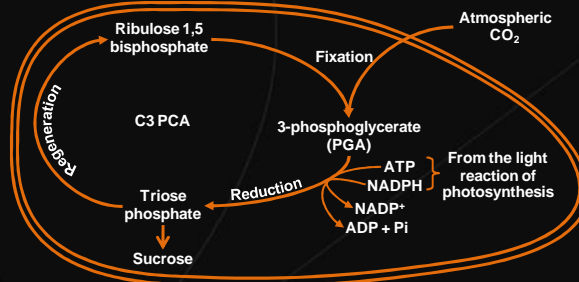 Ribulose 1,5
bisphosphate
Atmospheric
CO₂
Fixation
Regeneration
C3 PCA
3-phosphoglycerate
(PGA)
ATP
NADPH
From the light
reaction of
photosynthesis
Reduction
NADP⁺
ADP + Pi
Triose
phosphate
Sucrose